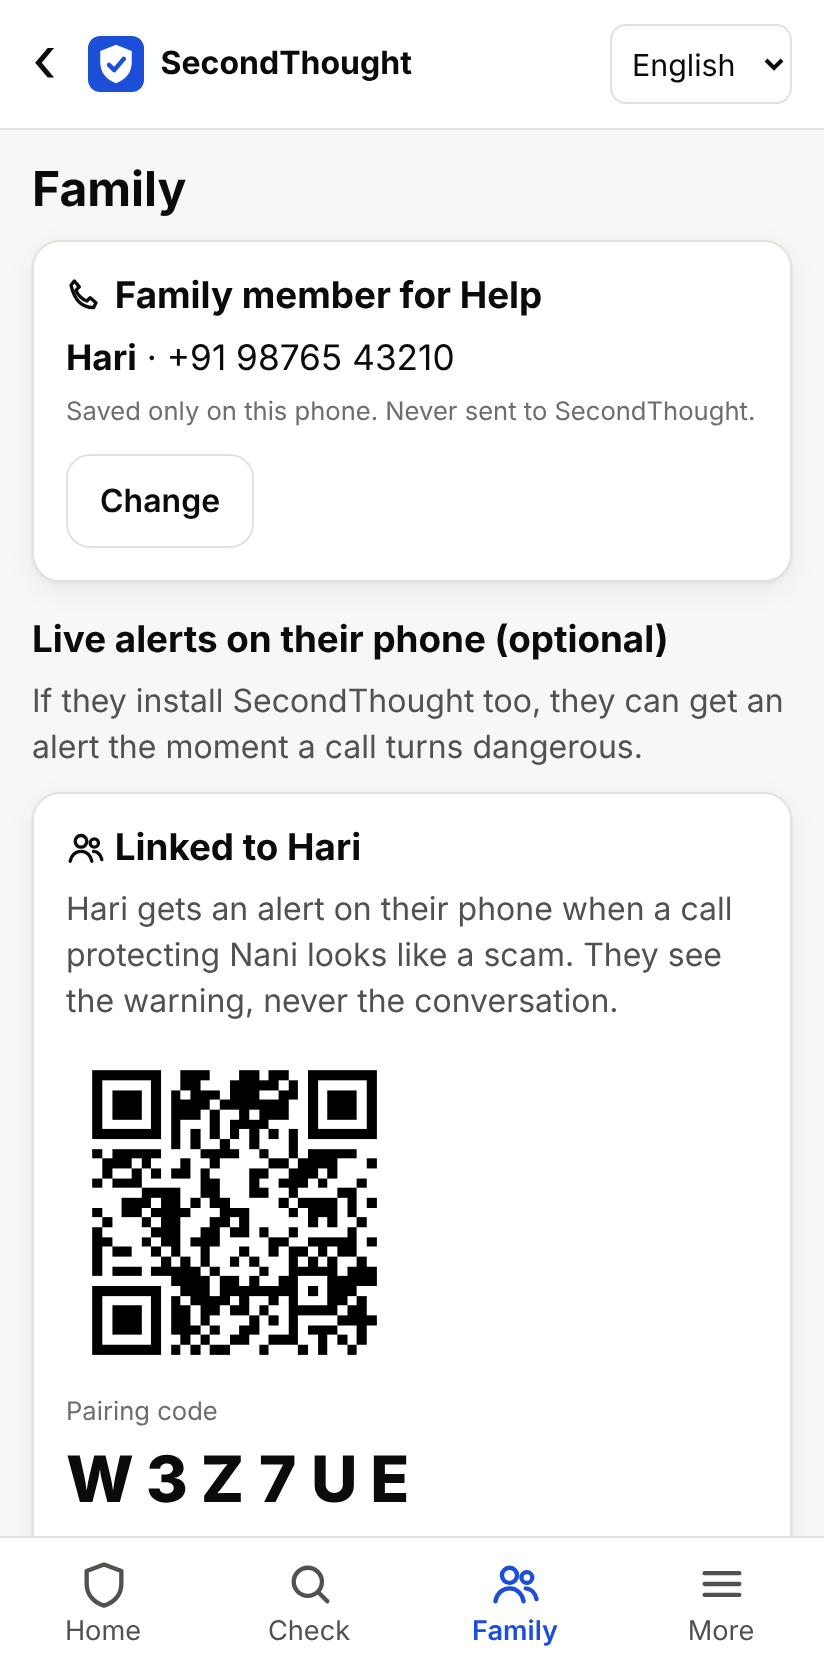 SecondThought
English
Family
Family member for Help
Hari · +91 98765 43210
Saved only on this phone. Never sent to SecondThought.
Change
Live alerts on their phone (optional)
If they install SecondThought too, they can get an
alert the moment a call turns dangerous.
Linked to Hari
Hari gets an alert on their phone when a call
protecting Nani looks like a scam. They see
the warning, never the conversation.
Pairing code
W3Z7UE
Home
Check
Family
More